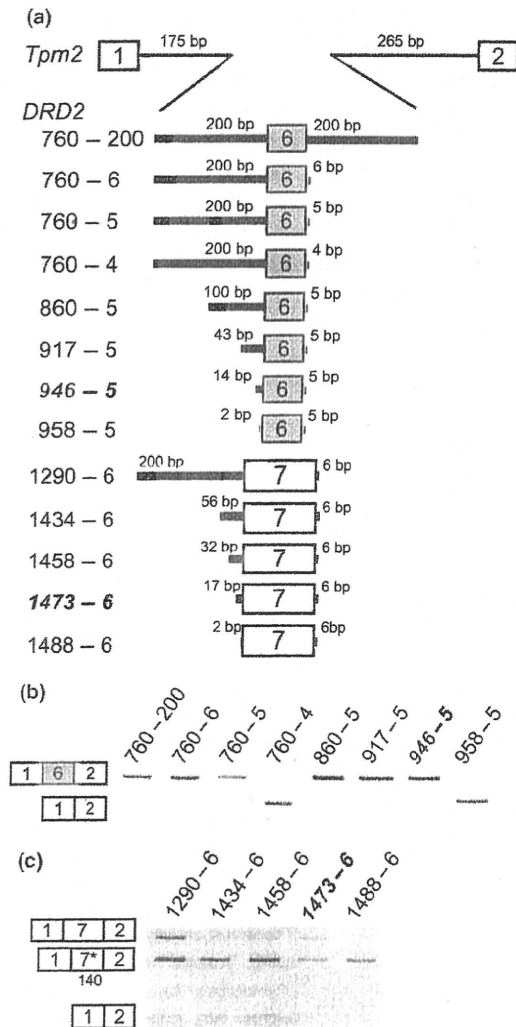 (a)
175 bp 265 bp
Tpm2 1 2
DRD2
200 bp 200 bp
760 – 200 6
200 bp 6 bp
760 – 6 6
200 bp 5 bp
760 – 5 6
200 bp 4 bp
760 – 4 6
100 bp 5 bp
860 – 5 6
43 bp 5 bp
917 – 5 6
14 bp 5 bp
946 – 5 6
2 bp 5 bp
958 – 5 6
200 bp 6 bp
1290 – 6 7
56 bp 6 bp
1434 – 6 7
32 bp 6 bp
1458 – 6 7
17 bp 6 bp
1473 – 6 7
2 bp 6bp
1488 – 6 7
(b)
760–200 760–6 760–5 760–4 860–5 917–5 946–5 958–5
1 6 2
1 2
(c)
1290–6 1434–6 1458–6 1473–6 1488–6
1 7 2
1 7* 2
140
1 2